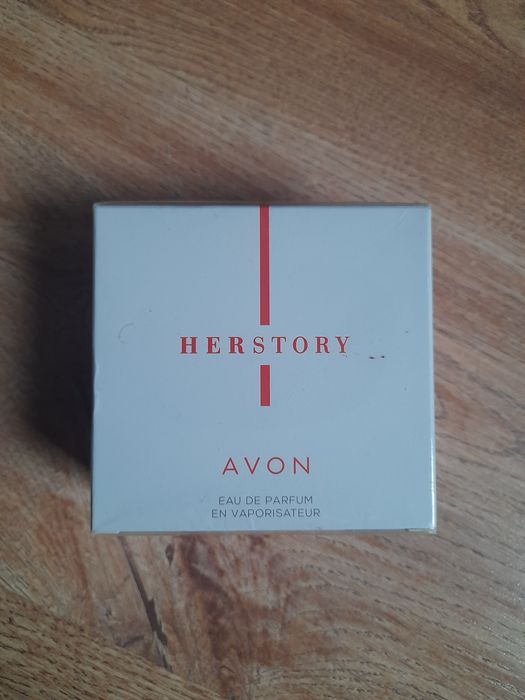 HERSTORY
AVON
EAU DE PARFUM
EN VAPORISATEUR